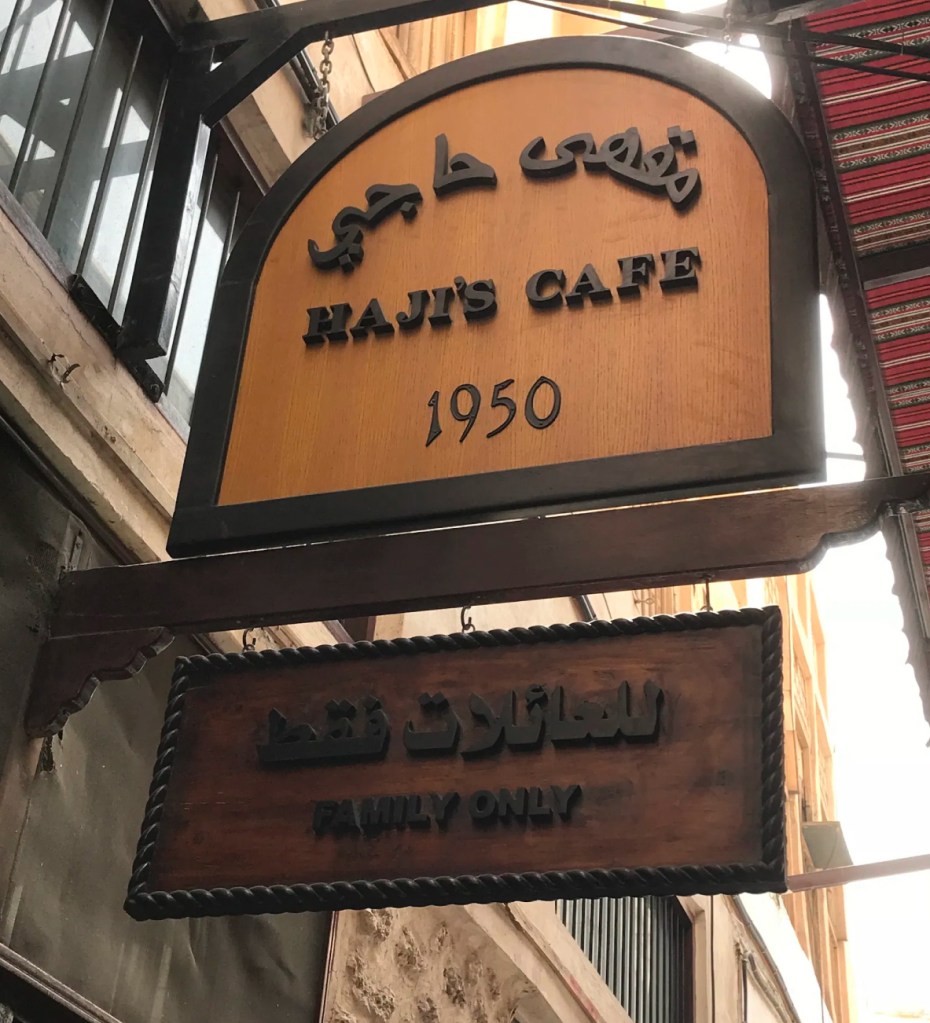 مقهى حاجي
HAJI'S CAFE
1950
للعائلات فقط
FAMILY ONLY